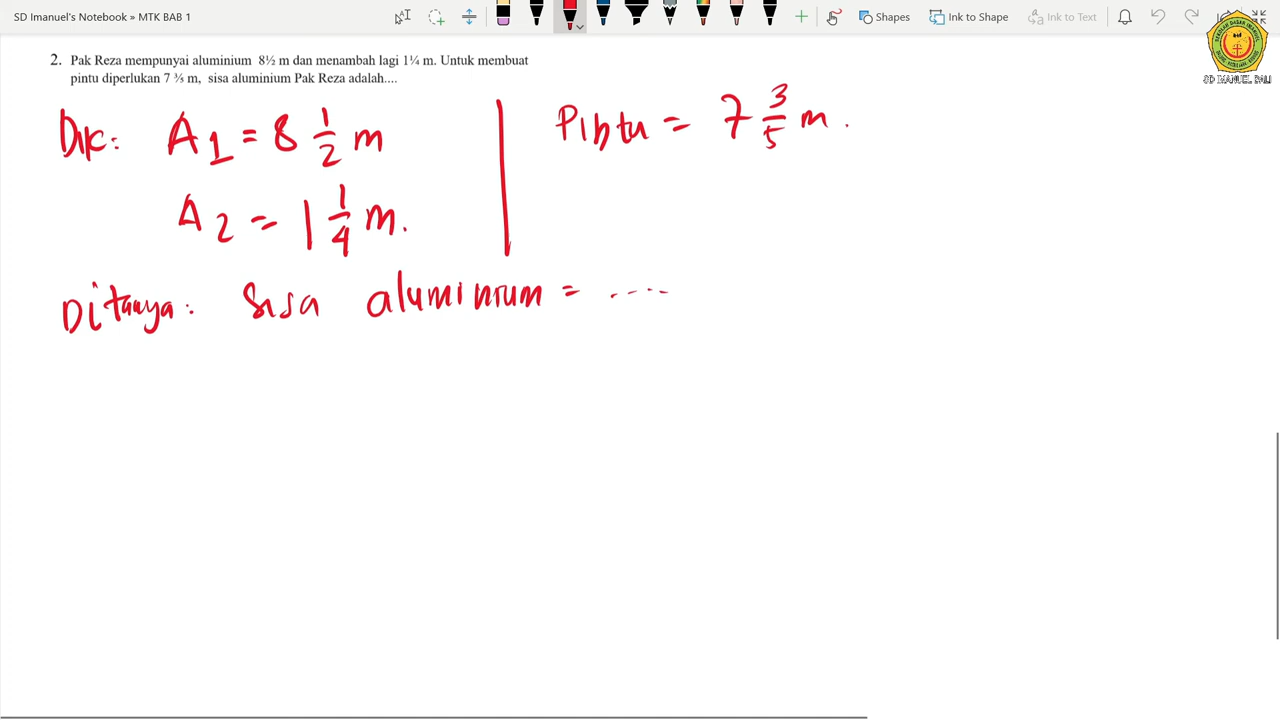 SD Imanuel's Notebook » MTK BAB 1
Shapes
Ink to Shape
Ink to Text
2. Pak Reza mempunyai aluminium 8½ m dan menambah lagi 1¼ m. Untuk membuat
pintu diperlukan 7 ⅗ m, sisa aluminium Pak Reza adalah....
Dik: A1 = 8 1/2 m
A2 = 1 1/4 m.
Pintu = 7 3/5 m.
Ditanya: sisa aluminium = .....